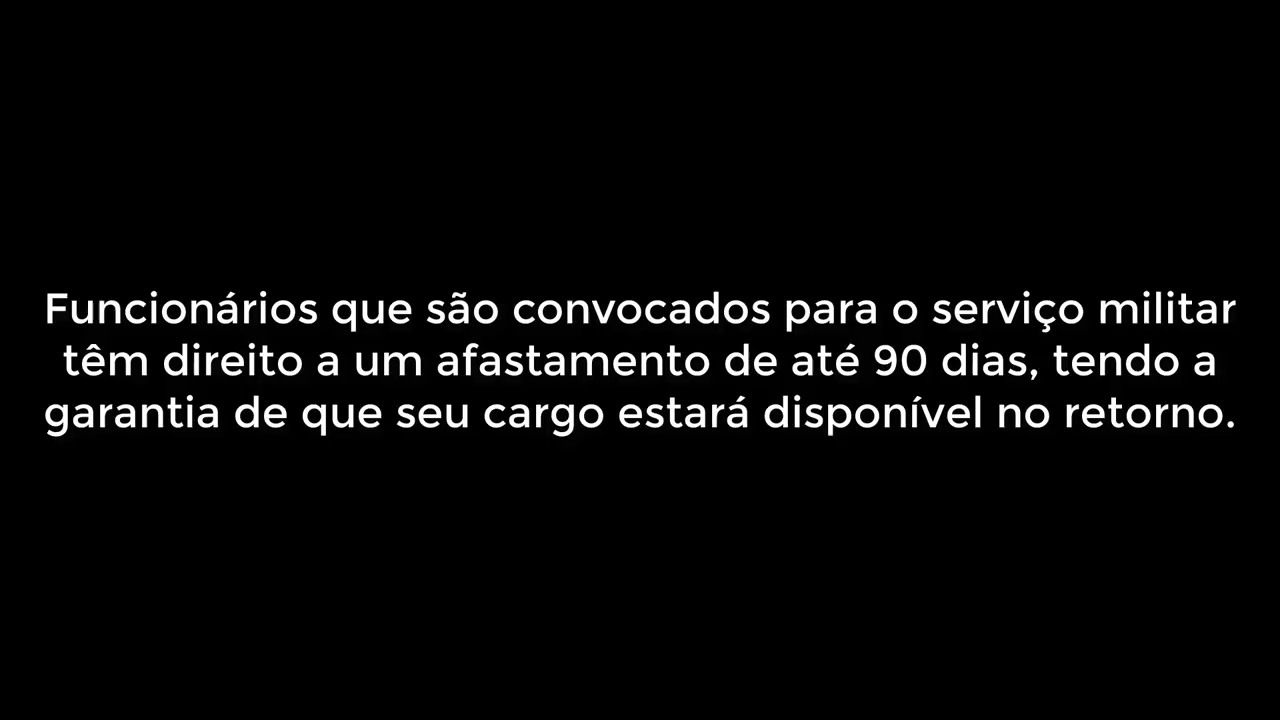 Funcionários que são convocados para o serviço militar
têm direito a um afastamento de até 90 dias, tendo a
garantia de que seu cargo estará disponível no retorno.